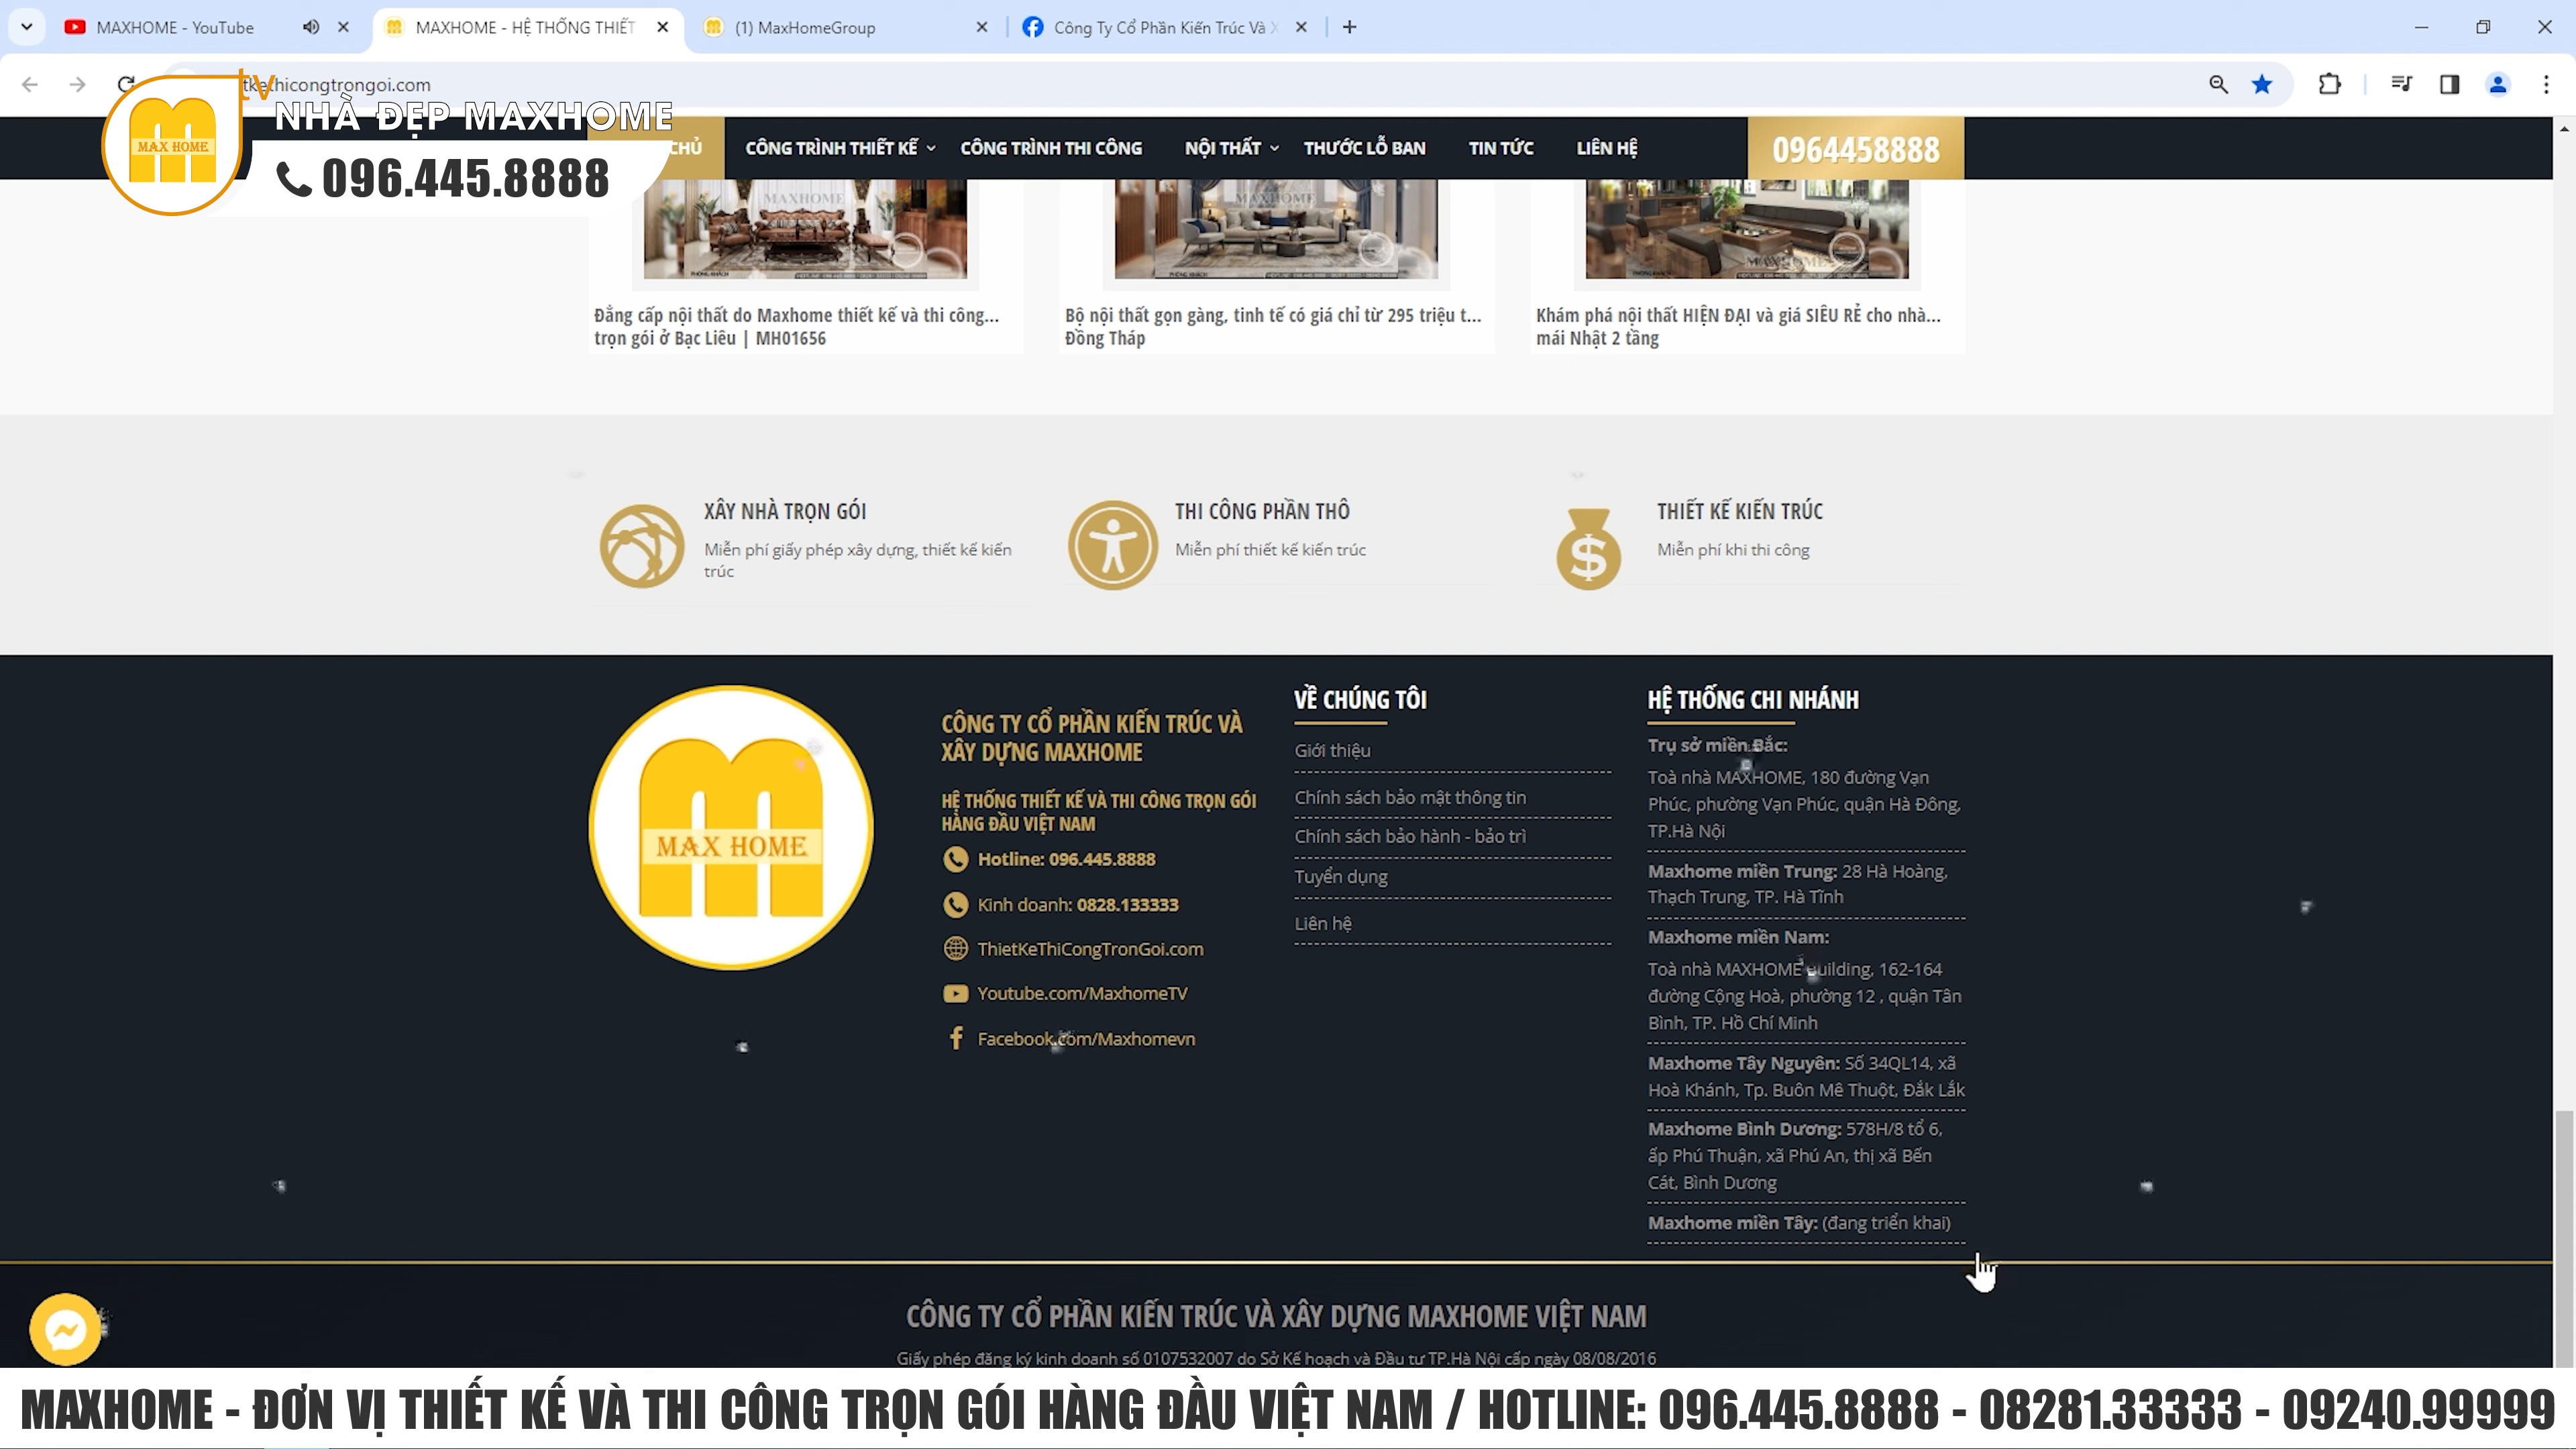 MAXHOME - YouTube
MAXHOME - HỆ THỐNG THIẾT
(1) MaxHomeGroup
Công Ty Cổ Phần Kiến Trúc Và X
tkethicongtrongoi.com
tv
NHÀ ĐẸP MAXHOME
MAX HOME
096.445.8888
CHỦ
CÔNG TRÌNH THIẾT KẾ
CÔNG TRÌNH THI CÔNG
NỘI THẤT
THƯỚC LỖ BAN
TIN TỨC
LIÊN HỆ
0964458888
MAXHOME
MAXHOME
MAXHOME
Đẳng cấp nội thất do Maxhome thiết kế và thi công...
trọn gói ở Bạc Liêu | MH01656
Bộ nội thất gọn gàng, tinh tế có giá chỉ từ 295 triệu t...
Đồng Tháp
Khám phá nội thất HIỆN ĐẠI và giá SIÊU RẺ cho nhà...
mái Nhật 2 tầng
XÂY NHÀ TRỌN GÓI
Miễn phí giấy phép xây dựng, thiết kế kiến
trúc
THI CÔNG PHẦN THÔ
Miễn phí thiết kế kiến trúc
THIẾT KẾ KIẾN TRÚC
Miễn phí khi thi công
MAX HOME
CÔNG TY CỔ PHẦN KIẾN TRÚC VÀ
XÂY DỰNG MAXHOME
HỆ THỐNG THIẾT KẾ VÀ THI CÔNG TRỌN GÓI
HÀNG ĐẦU VIỆT NAM
Hotline: 096.445.8888
Kinh doanh: 0828.133333
ThietKeThiCongTronGoi.com
Youtube.com/MaxhomeTV
Facebook.com/Maxhomevn
VỀ CHÚNG TÔI
Giới thiệu
Chính sách bảo mật thông tin
Chính sách bảo hành - bảo trì
Tuyển dụng
Liên hệ
HỆ THỐNG CHI NHÁNH
Trụ sở miền Bắc:
Toà nhà MAXHOME, 180 đường Vạn
Phúc, phường Vạn Phúc, quận Hà Đông,
TP.Hà Nội
Maxhome miền Trung: 28 Hà Hoàng,
Thạch Trung, TP. Hà Tĩnh
Maxhome miền Nam:
Toà nhà MAXHOME Building, 162-164
đường Cộng Hoà, phường 12 , quận Tân
Bình, TP. Hồ Chí Minh
Maxhome Tây Nguyên: Số 34QL14, xã
Hoà Khánh, Tp. Buôn Mê Thuột, Đắk Lắk
Maxhome Bình Dương: 578H/8 tổ 6,
ấp Phú Thuận, xã Phú An, thị xã Bến
Cát, Bình Dương
Maxhome miền Tây: (đang triển khai)
CÔNG TY CỔ PHẦN KIẾN TRÚC VÀ XÂY DỰNG MAXHOME VIỆT NAM
Giấy phép đăng ký kinh doanh số 0107532007 do Sở Kế hoạch và Đầu tư TP.Hà Nội cấp ngày 08/08/2016
MAXHOME - ĐƠN VỊ THIẾT KẾ VÀ THI CÔNG TRỌN GÓI HÀNG ĐẦU VIỆT NAM / HOTLINE: 096.445.8888 - 08281.33333 - 09240.99999